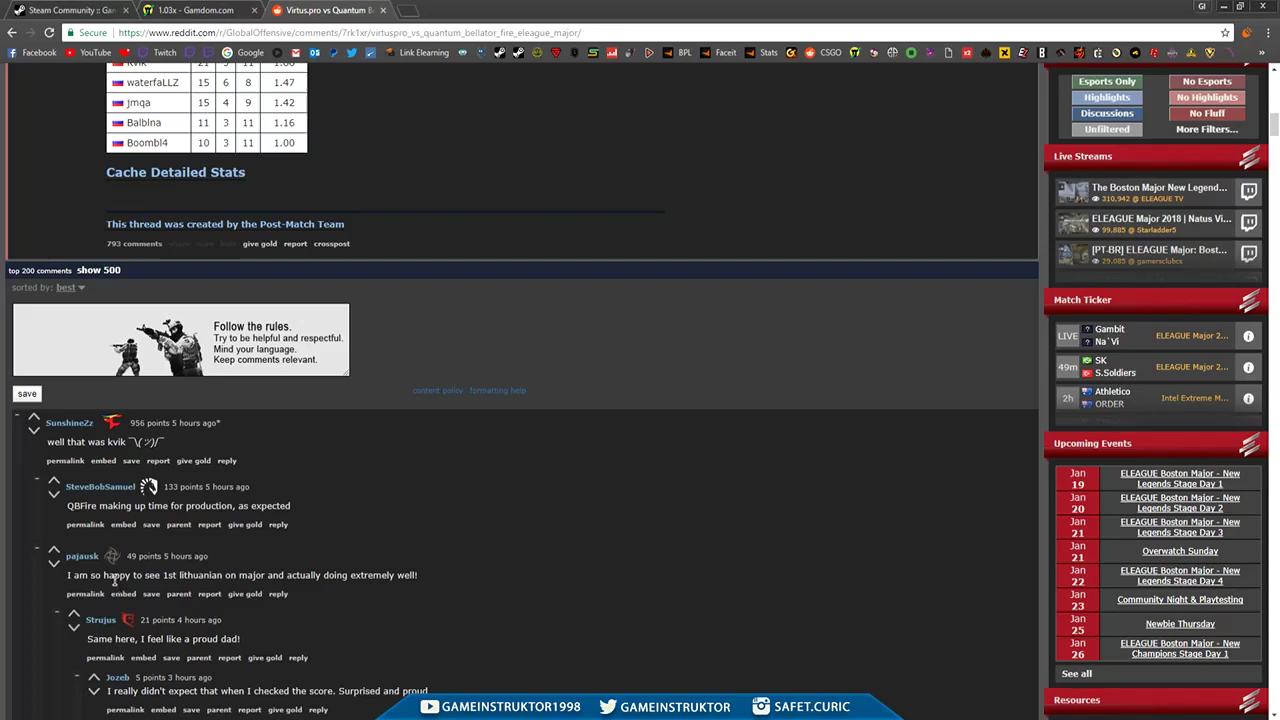 Steam Community :: Gam
1.03x - Gamdom.com
Virtus.pro vs Quantum B
GI
Secure
https://www.reddit.com/r/GlobalOffensive/comments/7rk1xr/virtuspro_vs_quantum_bellator_fire_eleague_major/
Facebook
YouTube
Twitch
Google
Link Elearning
BPL
Faceit
Stats
CSGO
waterfaLLZ 15 6 8 1.47
jmqa 15 4 9 1.42
Balblna 11 3 11 1.16
Boombl4 10 3 11 1.00
Cache Detailed Stats
This thread was created by the Post-Match Team
793 comments share save hide give gold report crosspost
top 200 comments show 500
sorted by: best
Follow the rules.
Try to be helpful and respectful.
Mind your language.
Keep comments relevant.
content policy formatting help
save
SunshineZz 956 points 5 hours ago*
well that was kvik ¯\_(ツ)_/¯
permalink embed save report give gold reply
SteveBobSamuel 133 points 5 hours ago
QBFire making up time for production, as expected
permalink embed save parent report give gold reply
pajausk 49 points 5 hours ago
I am so happy to see 1st lithuanian on major and actually doing extremely well!
permalink embed save parent report give gold reply
Strujus 21 points 4 hours ago
Same here, I feel like a proud dad!
permalink embed save parent report give gold reply
Jozeb 5 points 3 hours ago
I really didn't expect that when I checked the score. Surprised and proud
permalink embed save parent report give gold reply
Esports Only No Esports
Highlights No Highlights
Discussions No Fluff
Unfiltered More Filters...
Live Streams
The Boston Major New Legend...
310,942 @ ELEAGUE TV
ELEAGUE Major 2018 | Natus Vi...
99,885 @ Starladder5
[PT-BR] ELEAGUE Major: Bost...
29,085 @ gamersclubcs
Match Ticker
LIVE Gambit Na`Vi ELEAGUE Major 2...
49m SK S.Soldiers ELEAGUE Major 2...
2h Athletico ORDER Intel Extreme M...
Upcoming Events
Jan 19 ELEAGUE Boston Major - New Legends Stage Day 1
Jan 20 ELEAGUE Boston Major - New Legends Stage Day 2
Jan 21 ELEAGUE Boston Major - New Legends Stage Day 3
Jan 21 Overwatch Sunday
Jan 22 ELEAGUE Boston Major - New Legends Stage Day 4
Jan 23 Community Night & Playtesting
Jan 25 Newbie Thursday
Jan 26 ELEAGUE Boston Major - New Champions Stage Day 1
See all
Resources
GAMEINSTRUKTOR1998
GAMEINSTRUKTOR
SAFET.CURIC